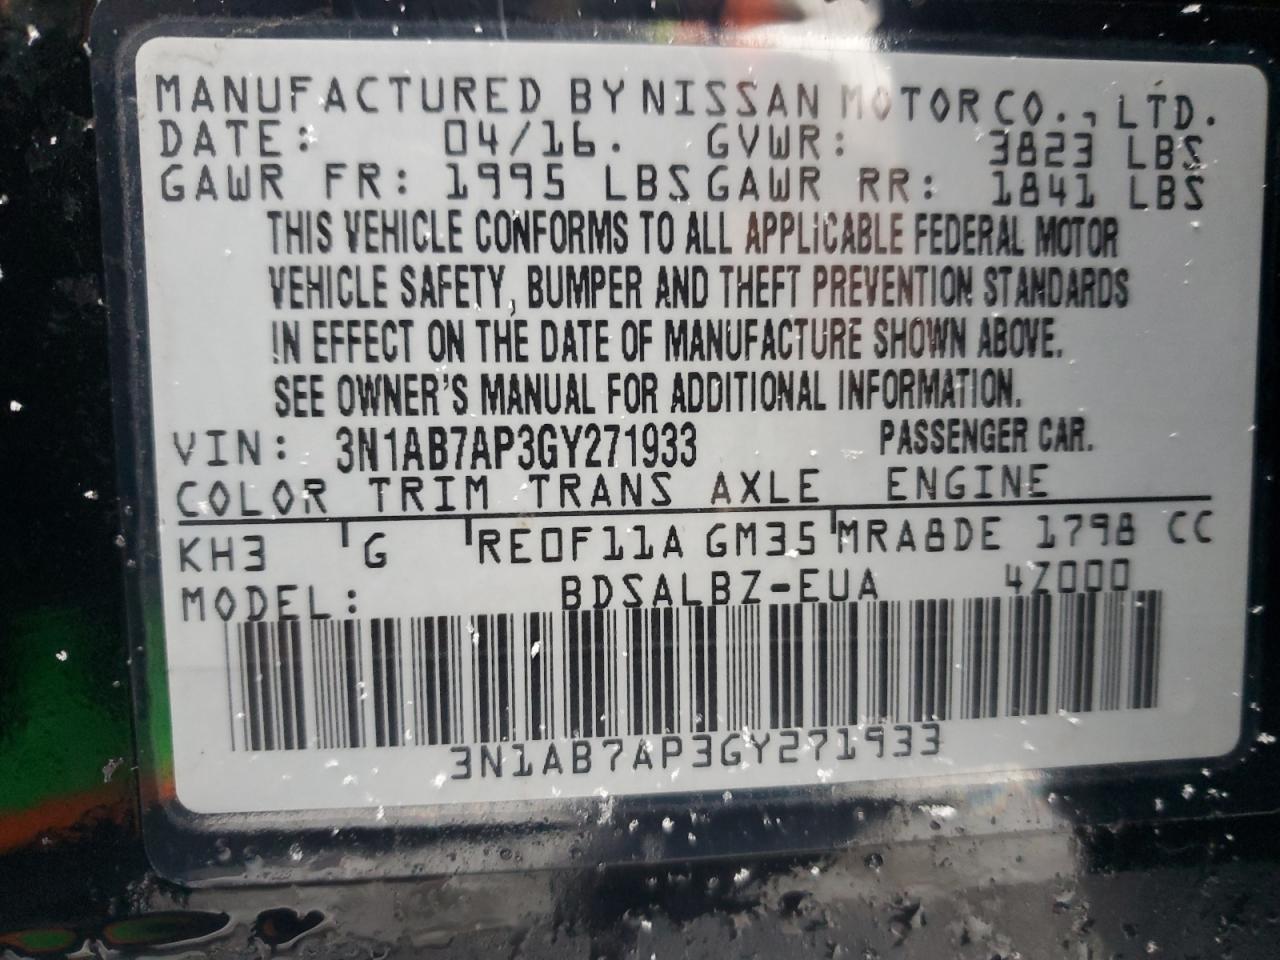 MANUFACTURED BY NISSAN MOTOR CO., LTD.
DATE: 04/16. GVWR: 3823 LBS
GAWR FR: 1995 LBS GAWR RR: 1841 LBS
THIS VEHICLE CONFORMS TO ALL APPLICABLE FEDERAL MOTOR
VEHICLE SAFETY, BUMPER AND THEFT PREVENTION STANDARDS
IN EFFECT ON THE DATE OF MANUFACTURE SHOWN ABOVE.
SEE OWNER'S MANUAL FOR ADDITIONAL INFORMATION.
VIN: 3N1AB7AP3GY271933 PASSENGER CAR.
COLOR TRIM TRANS AXLE ENGINE
KH3 G RE0F11A GM35 MRA8DE 1798 CC
MODEL: BDSALBZ-EUA 4Z000
3N1AB7AP3GY271933